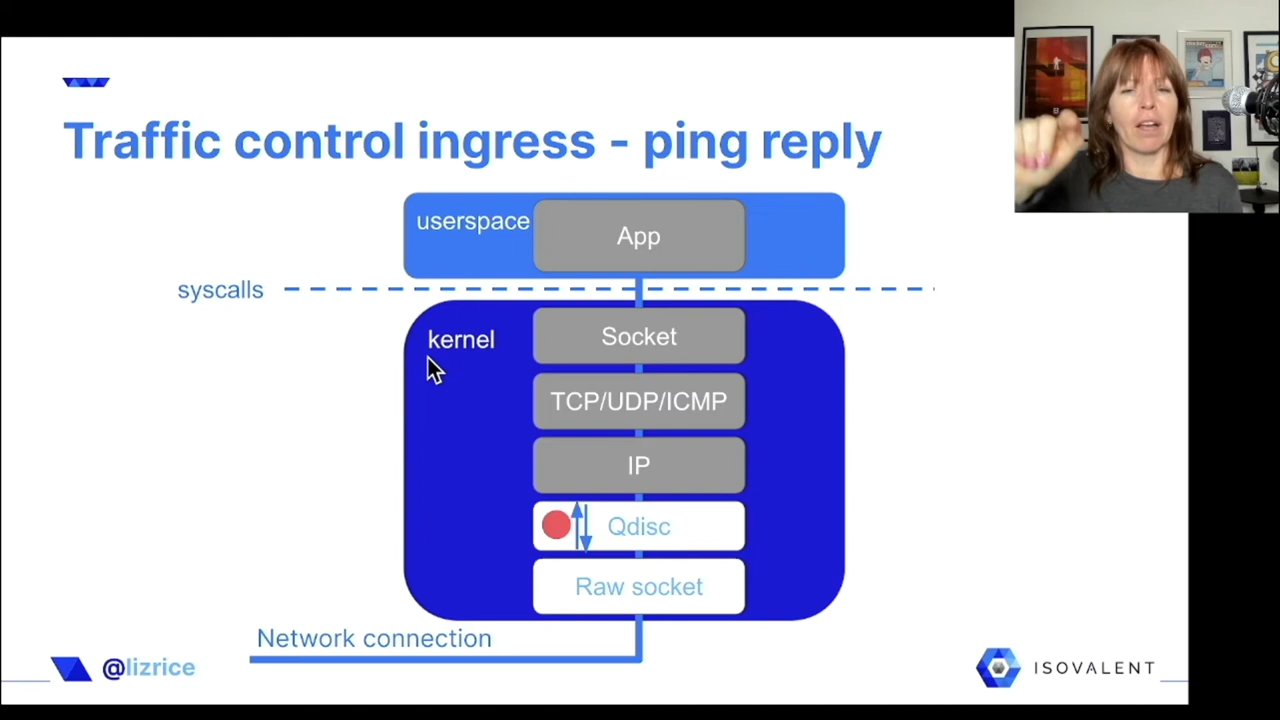 Traffic control ingress - ping reply
userspace
App
syscalls
kernel
Socket
TCP/UDP/ICMP
IP
Qdisc
Raw socket
Network connection
@lizrice
ISOVALENT